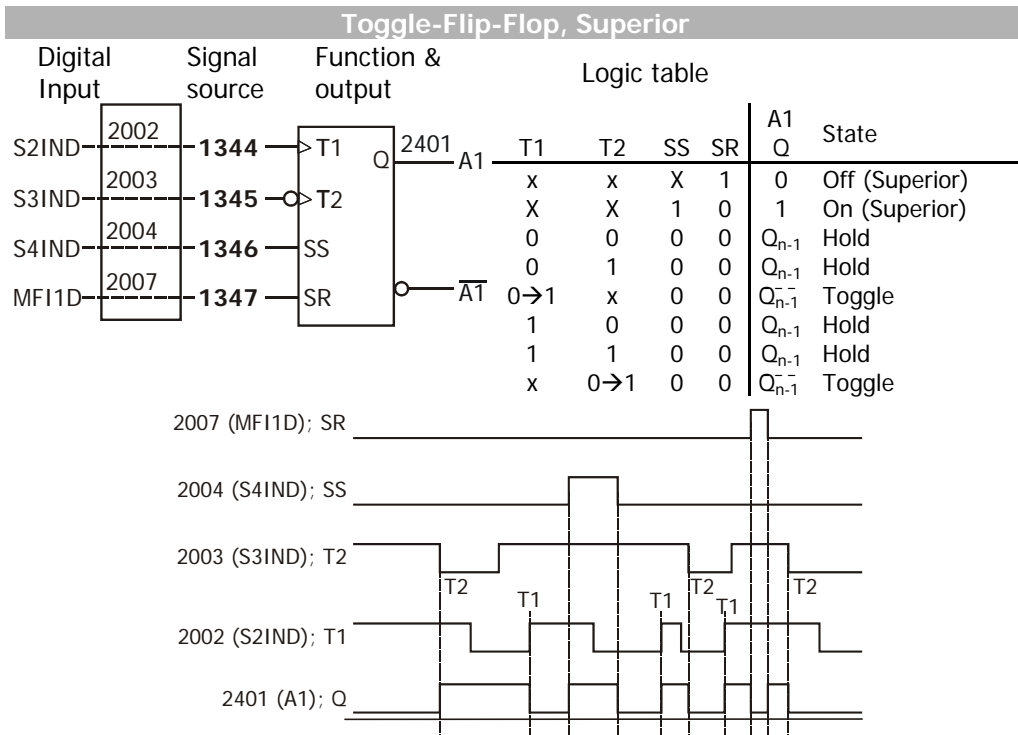 Toggle-Flip-Flop, Superior
Digital Input
Signal source
Function & output
Logic table
S2IND 2002 1344 T1 Q 2401 A1
S3IND 2003 1345 T2
S4IND 2004 1346 SS
MFI1D 2007 1347 SR A1
T1 T2 SS SR A1 Q State
x x X 1 0 Off (Superior)
X X 1 0 1 On (Superior)
0 0 0 0 Qn-1 Hold
0 1 0 0 Qn-1 Hold
0→1 x 0 0 Q̅n-1 Toggle
1 0 0 0 Qn-1 Hold
1 1 0 0 Qn-1 Hold
x 0→1 0 0 Q̅n-1 Toggle
2007 (MFI1D); SR
2004 (S4IND); SS
2003 (S3IND); T2
T2 T2 T2
T1 T1 T1
2002 (S2IND); T1
2401 (A1); Q